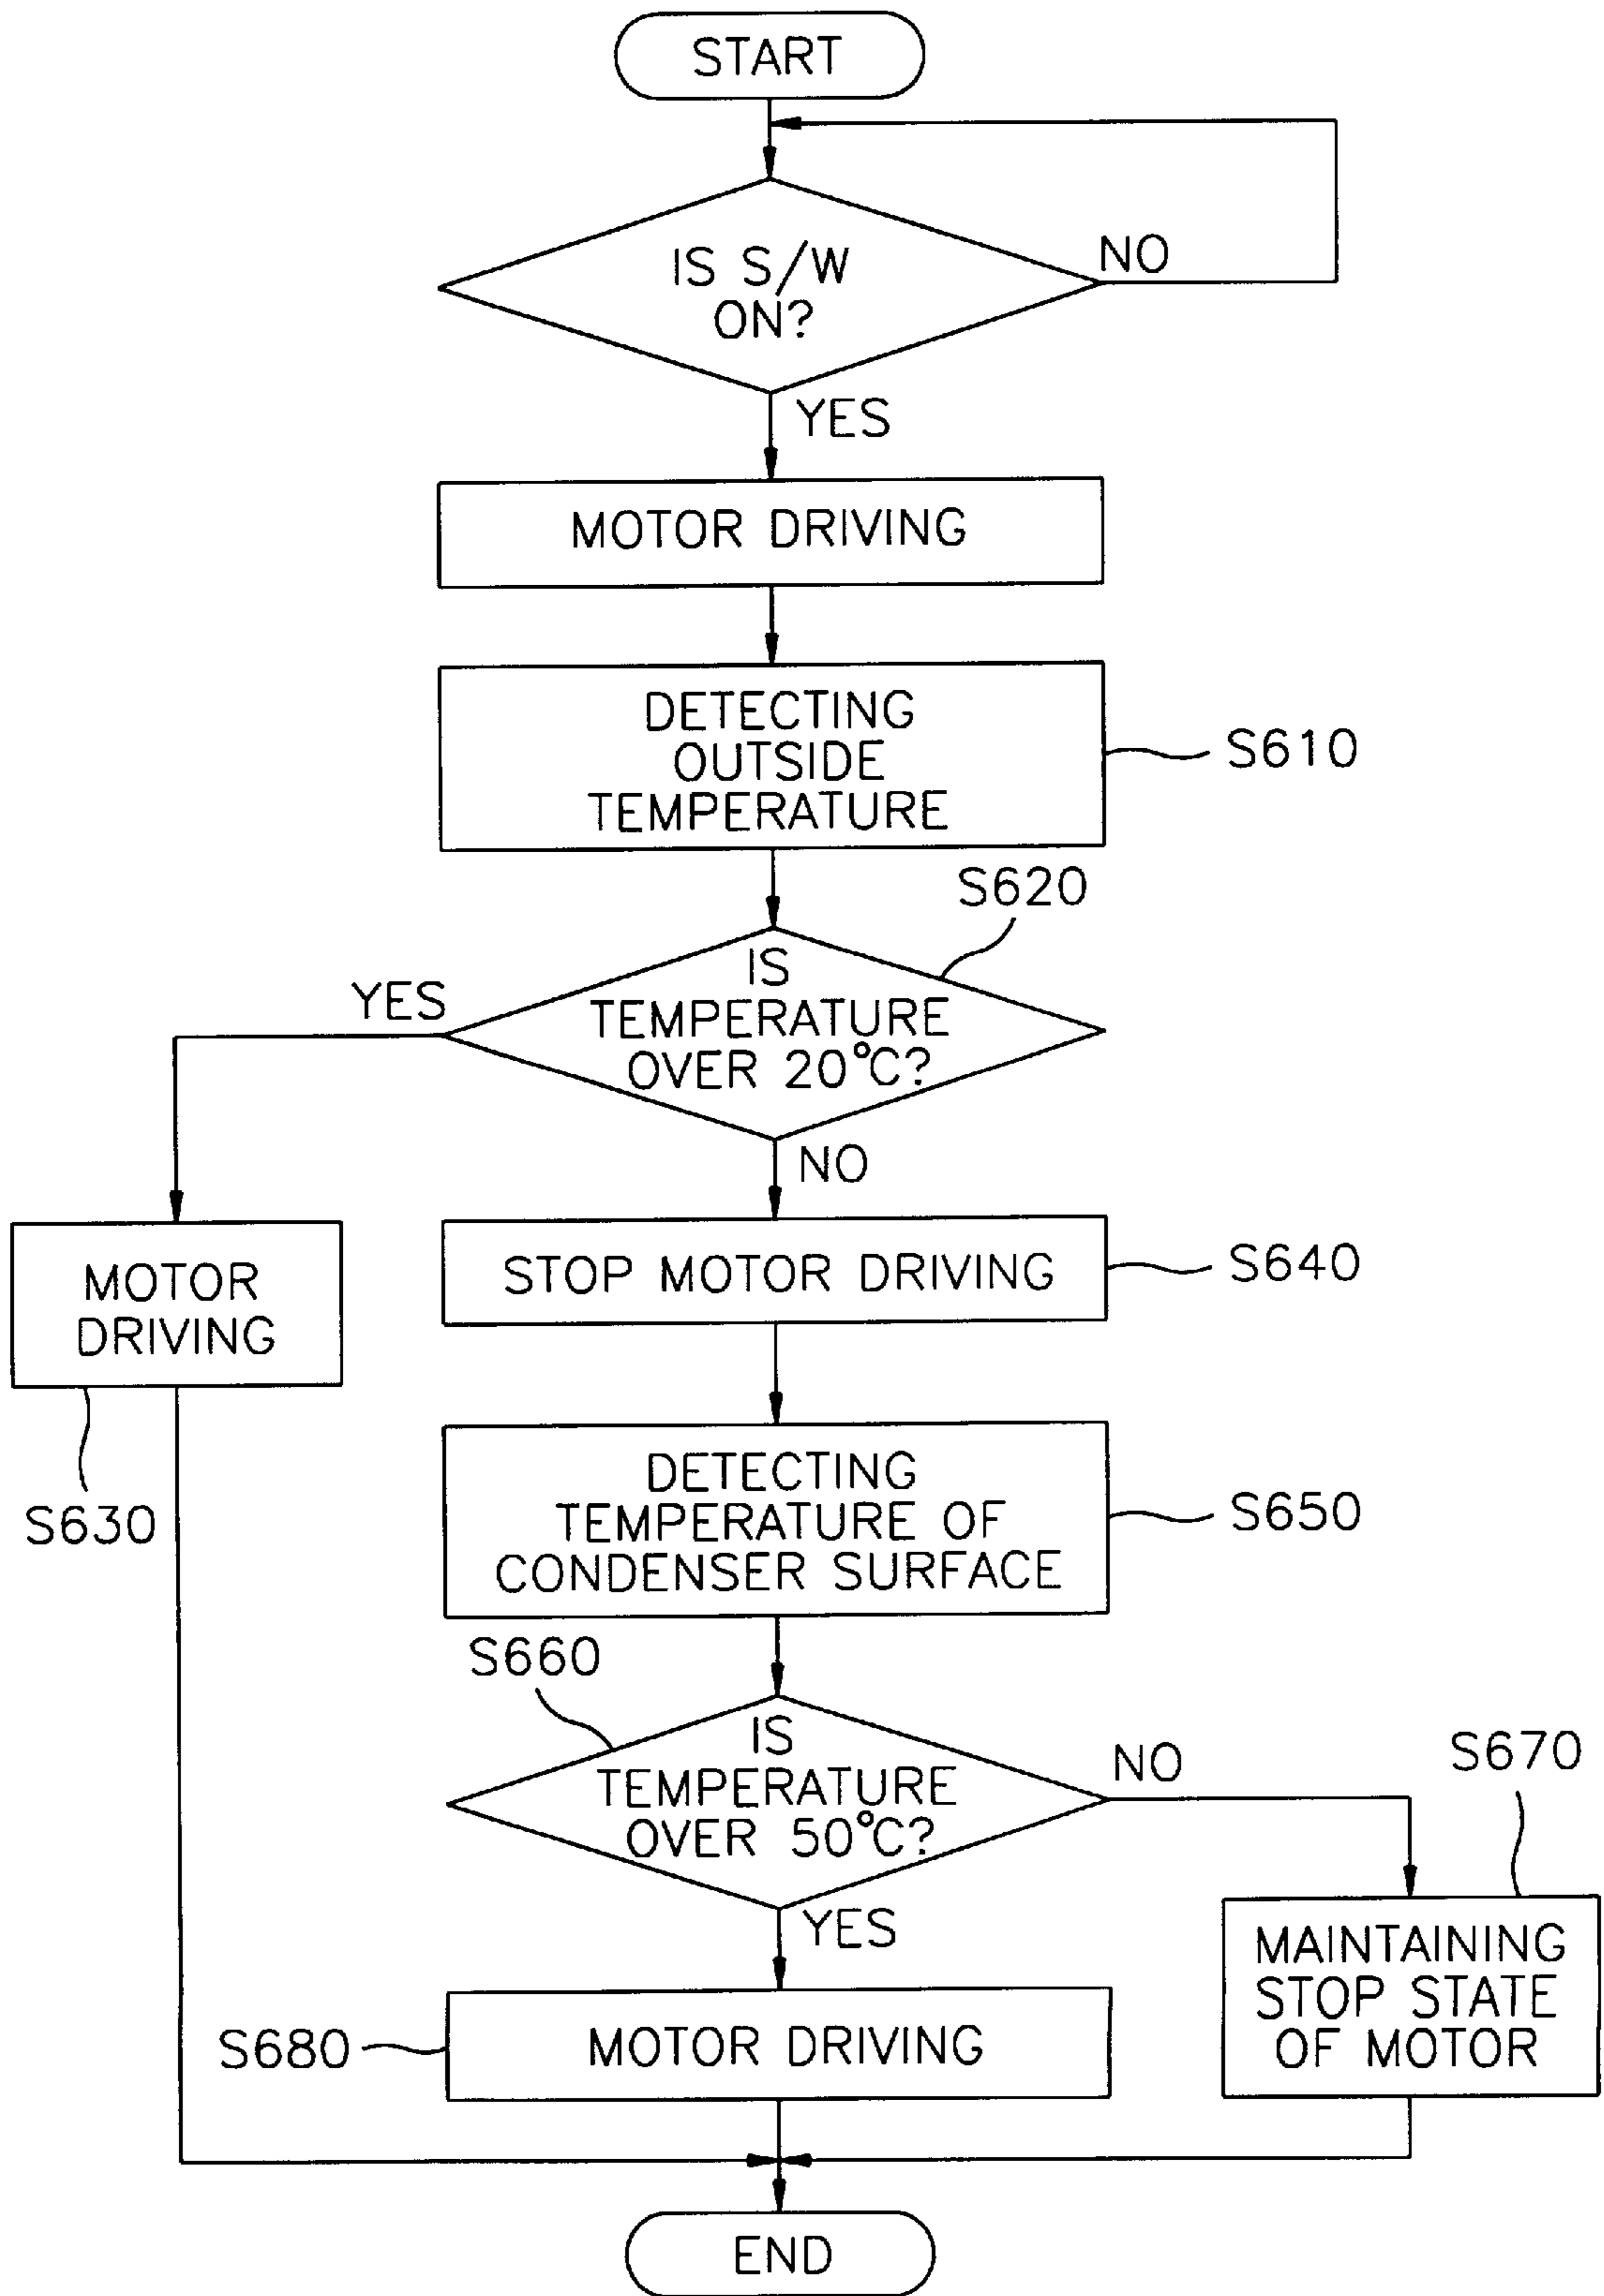 START
IS S/W
ON?
NO
YES
MOTOR DRIVING
DETECTING
OUTSIDE
TEMPERATURE
S610
S620
IS
TEMPERATURE
OVER 20°C?
YES
NO
MOTOR
DRIVING
S630
STOP MOTOR DRIVING
S640
DETECTING
TEMPERATURE OF
CONDENSER SURFACE
S650
S660
IS
TEMPERATURE
OVER 50°C?
NO
YES
S670
MAINTAINING
STOP STATE
OF MOTOR
S680
MOTOR DRIVING
END